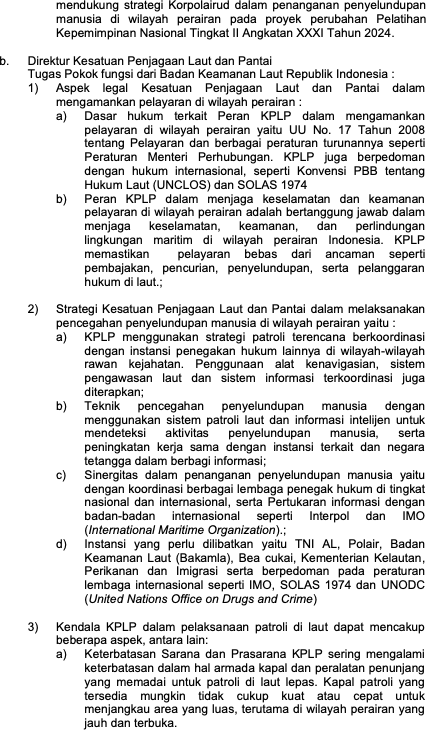 mendukung strategi Korpolairud dalam penanganan penyelundupan
manusia di wilayah perairan pada proyek perubahan Pelatihan
Kepemimpinan Nasional Tingkat II Angkatan XXXI Tahun 2024.
b. Direktur Kesatuan Penjagaan Laut dan Pantai
Tugas Pokok fungsi dari Badan Keamanan Laut Republik Indonesia :
1) Aspek legal Kesatuan Penjagaan Laut dan Pantai dalam
mengamankan pelayaran di wilayah perairan :
a) Dasar hukum terkait Peran KPLP dalam mengamankan
pelayaran di wilayah perairan yaitu UU No. 17 Tahun 2008
tentang Pelayaran dan berbagai peraturan turunannya seperti
Peraturan Menteri Perhubungan. KPLP juga berpedoman
dengan hukum internasional, seperti Konvensi PBB tentang
Hukum Laut (UNCLOS) dan SOLAS 1974
b) Peran KPLP dalam menjaga keselamatan dan keamanan
pelayaran di wilayah perairan adalah bertanggung jawab dalam
menjaga keselamatan, keamanan, dan perlindungan
lingkungan maritim di wilayah perairan Indonesia. KPLP
memastikan pelayaran bebas dari ancaman seperti
pembajakan, pencurian, penyelundupan, serta pelanggaran
hukum di laut.;
2) Strategi Kesatuan Penjagaan Laut dan Pantai dalam melaksanakan
pencegahan penyelundupan manusia di wilayah perairan yaitu :
a) KPLP menggunakan strategi patroli terencana berkoordinasi
dengan instansi penegakan hukum lainnya di wilayah-wilayah
rawan kejahatan. Penggunaan alat kenavigasian, sistem
pengawasan laut dan sistem informasi terkoordinasi juga
diterapkan;
b) Teknik pencegahan penyelundupan manusia dengan
menggunakan sistem patroli laut dan informasi intelijen untuk
mendeteksi aktivitas penyelundupan manusia, serta
peningkatan kerja sama dengan instansi terkait dan negara
tetangga dalam berbagi informasi;
c) Sinergitas dalam penanganan penyelundupan manusia yaitu
dengan koordinasi berbagai lembaga penegak hukum di tingkat
nasional dan internasional, serta Pertukaran informasi dengan
badan-badan internasional seperti Interpol dan IMO
(International Maritime Organization).;
d) Instansi yang perlu dilibatkan yaitu TNI AL, Polair, Badan
Keamanan Laut (Bakamla), Bea cukai, Kementerian Kelautan,
Perikanan dan Imigrasi serta berpedoman pada peraturan
lembaga internasional seperti IMO, SOLAS 1974 dan UNODC
(United Nations Office on Drugs and Crime)
3) Kendala KPLP dalam pelaksanaan patroli di laut dapat mencakup
beberapa aspek, antara lain:
a) Keterbatasan Sarana dan Prasarana KPLP sering mengalami
keterbatasan dalam hal armada kapal dan peralatan penunjang
yang memadai untuk patroli di laut lepas. Kapal patroli yang
tersedia mungkin tidak cukup kuat atau cepat untuk
menjangkau area yang luas, terutama di wilayah perairan yang
jauh dan terbuka.